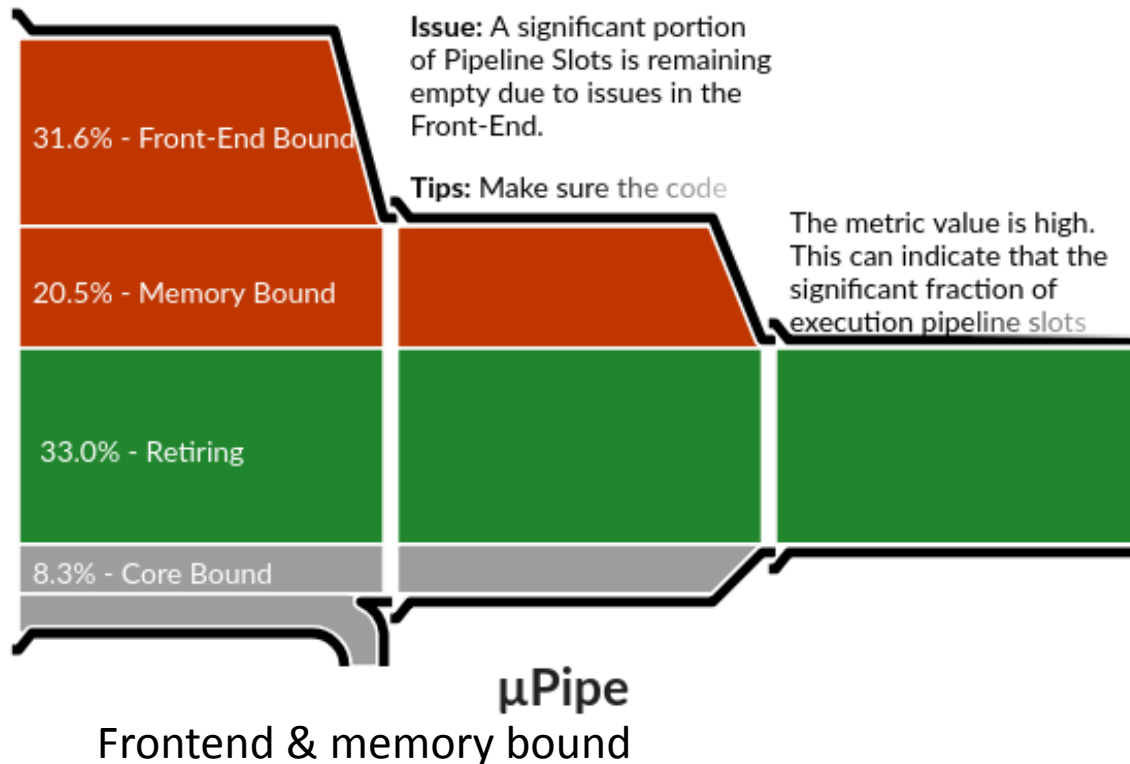 Issue: A significant portion
of Pipeline Slots is remaining
empty due to issues in the
Front-End.
31.6% - Front-End Bound
Tips: Make sure the code
The metric value is high.
This can indicate that the
significant fraction of
execution pipeline slots
20.5% - Memory Bound
33.0% - Retiring
8.3% - Core Bound
µPipe
Frontend & memory bound